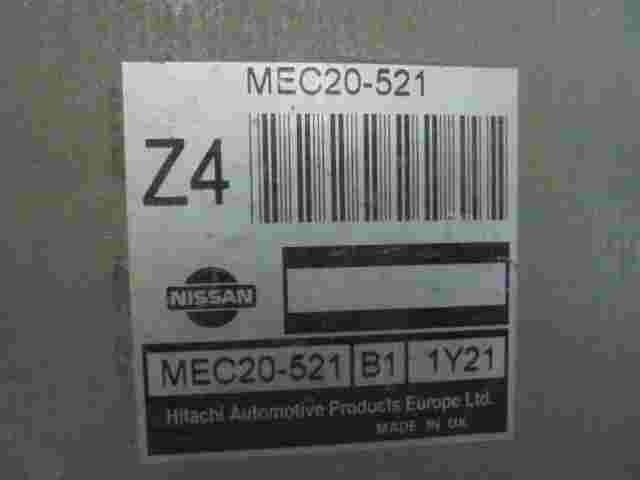 MEC20-521
Z4
NISSAN
MEC20-521 B1 1Y21
Hitachi Automotive Products Europe Ltd.
MADE IN UK